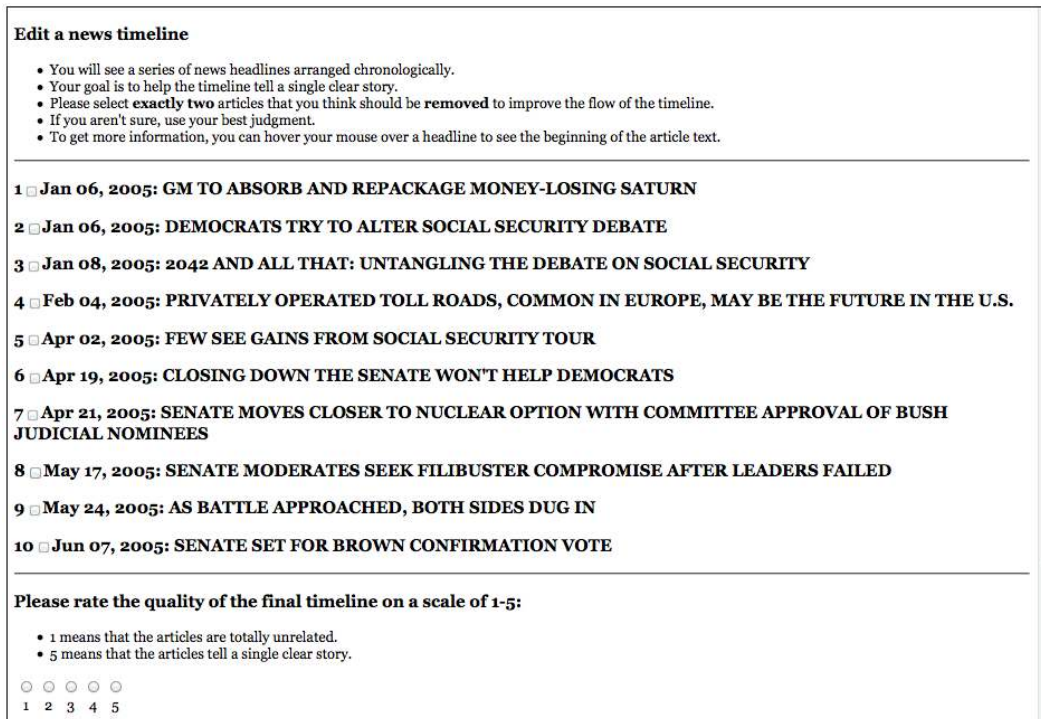 Edit a news timeline
• You will see a series of news headlines arranged chronologically.
• Your goal is to help the timeline tell a single clear story.
• Please select exactly two articles that you think should be removed to improve the flow of the timeline.
• If you aren't sure, use your best judgment.
• To get more information, you can hover your mouse over a headline to see the beginning of the article text.
1 Jan 06, 2005: GM TO ABSORB AND REPACKAGE MONEY-LOSING SATURN
2 Jan 06, 2005: DEMOCRATS TRY TO ALTER SOCIAL SECURITY DEBATE
3 Jan 08, 2005: 2042 AND ALL THAT: UNTANGLING THE DEBATE ON SOCIAL SECURITY
4 Feb 04, 2005: PRIVATELY OPERATED TOLL ROADS, COMMON IN EUROPE, MAY BE THE FUTURE IN THE U.S.
5 Apr 02, 2005: FEW SEE GAINS FROM SOCIAL SECURITY TOUR
6 Apr 19, 2005: CLOSING DOWN THE SENATE WON'T HELP DEMOCRATS
7 Apr 21, 2005: SENATE MOVES CLOSER TO NUCLEAR OPTION WITH COMMITTEE APPROVAL OF BUSH
JUDICIAL NOMINEES
8 May 17, 2005: SENATE MODERATES SEEK FILIBUSTER COMPROMISE AFTER LEADERS FAILED
9 May 24, 2005: AS BATTLE APPROACHED, BOTH SIDES DUG IN
10 Jun 07, 2005: SENATE SET FOR BROWN CONFIRMATION VOTE
Please rate the quality of the final timeline on a scale of 1-5:
• 1 means that the articles are totally unrelated.
• 5 means that the articles tell a single clear story.
1 2 3 4 5